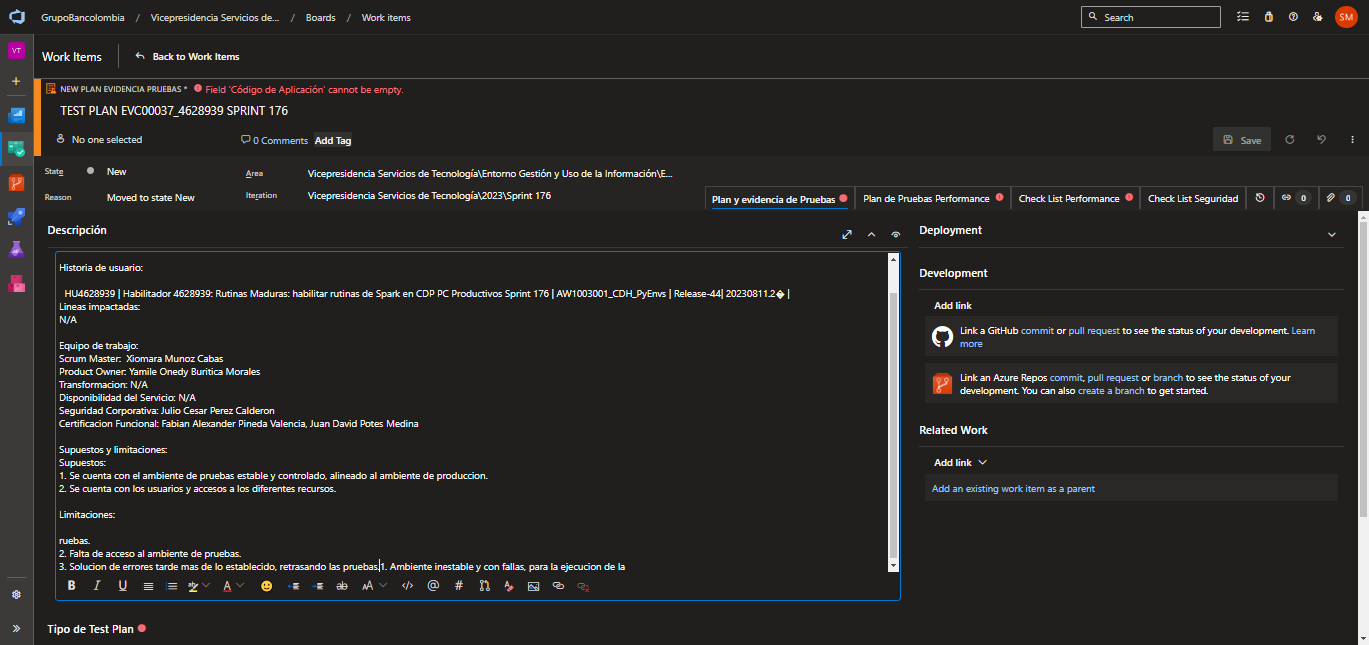 GrupoBancolombia / Vicepresidencia Servicios de... / Boards / Work items
Search
SM
VT
Work Items
Back to Work Items
NEW PLAN EVIDENCIA PRUEBAS * Field 'Código de Aplicación' cannot be empty.
TEST PLAN EVC00037_4628939 SPRINT 176
No one selected
0 Comments
Add Tag
Save
State
New
Area
Vicepresidencia Servicios de Tecnología\Entorno Gestión y Uso de la Información\E...
Reason
Moved to state New
Iteration
Vicepresidencia Servicios de Tecnología\2023\Sprint 176
Plan y evidencia de Pruebas
Plan de Pruebas Performance
Check List Performance
Check List Seguridad
0
0
Descripción
Historia de usuario:
HU4628939 | Habilitador 4628939: Rutinas Maduras: habilitar rutinas de Spark en CDP PC Productivos Sprint 176 | AW1003001_CDH_PyEnvs | Release-44| 20230811.2� |
Lineas impactadas:
N/A
Equipo de trabajo:
Scrum Master: Xiomara Munoz Cabas
Product Owner: Yamile Onedy Buritica Morales
Transformacion: N/A
Disponibilidad del Servicio: N/A
Seguridad Corporativa: Julio Cesar Perez Calderon
Certificacion Funcional: Fabian Alexander Pineda Valencia, Juan David Potes Medina
Supuestos y limitaciones:
Supuestos:
1. Se cuenta con el ambiente de pruebas estable y controlado, alineado al ambiente de produccion.
2. Se cuenta con los usuarios y accesos a los diferentes recursos.
Limitaciones:
ruebas.
2. Falta de acceso al ambiente de pruebas.
3. Solucion de errores tarde mas de lo establecido, retrasando las pruebas.1. Ambiente inestable y con fallas, para la ejecucion de la
Tipo de Test Plan
Deployment
Development
Add link
Link a GitHub commit or pull request to see the status of your development. Learn
more
Link an Azure Repos commit, pull request or branch to see the status of your
development. You can also create a branch to get started.
Related Work
Add link
Add an existing work item as a parent